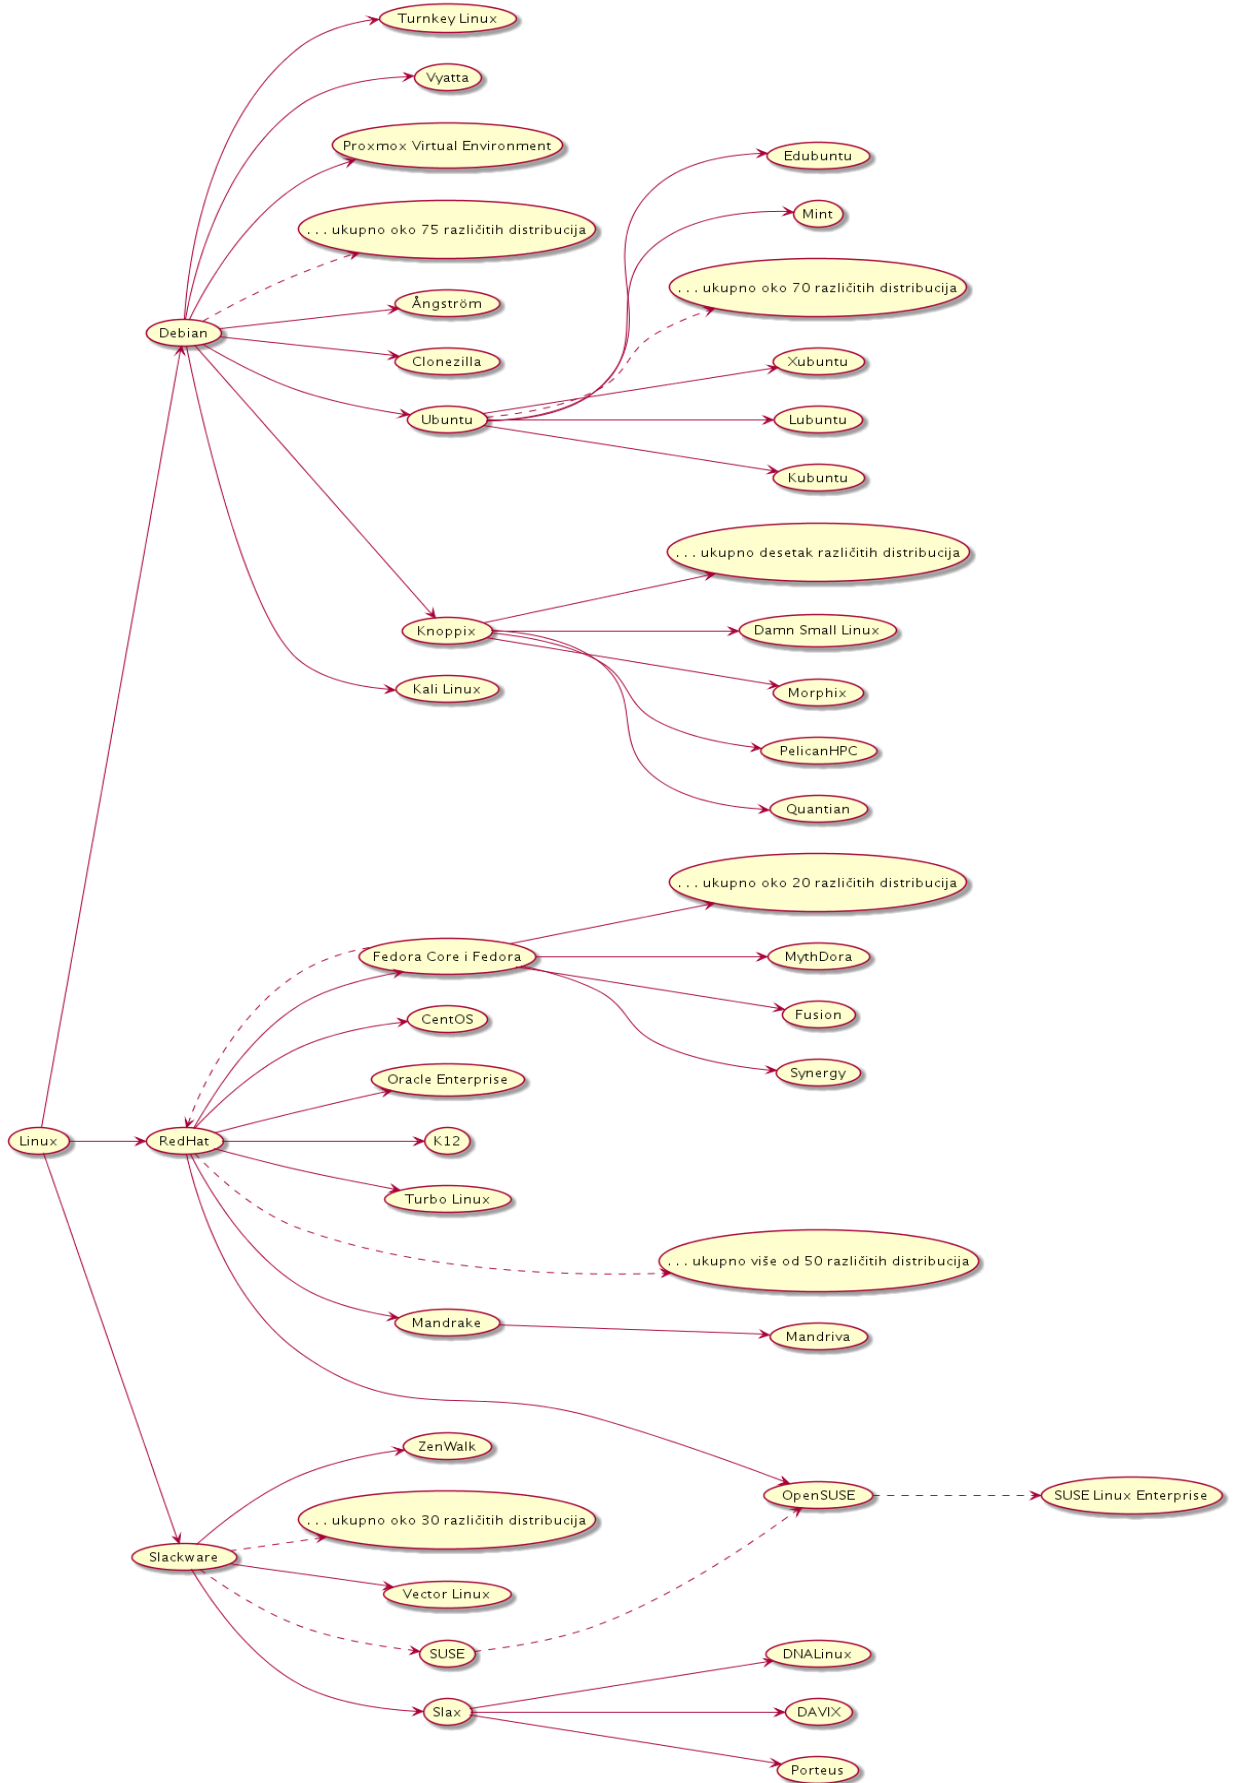 Turnkey Linux
Vyatta
Proxmox Virtual Environment
Edubuntu
Mint
. . . ukupno oko 75 različitih distribucija
. . . ukupno oko 70 različitih distribucija
Ångström
Debian
Clonezilla
Xubuntu
Ubuntu
Lubuntu
Kubuntu
. . . ukupno desetak različitih distribucija
Knoppix
Damn Small Linux
Kali Linux
Morphix
PelicanHPC
Quantian
. . . ukupno oko 20 različitih distribucija
Fedora Core i Fedora
MythDora
CentOS
Fusion
Oracle Enterprise
Synergy
Linux
RedHat
K12
Turbo Linux
. . . ukupno više od 50 različitih distribucija
Mandrake
Mandriva
ZenWalk
OpenSUSE
SUSE Linux Enterprise
. . . ukupno oko 30 različitih distribucija
Slackware
Vector Linux
SUSE
DNALinux
Slax
DAVIX
Porteus